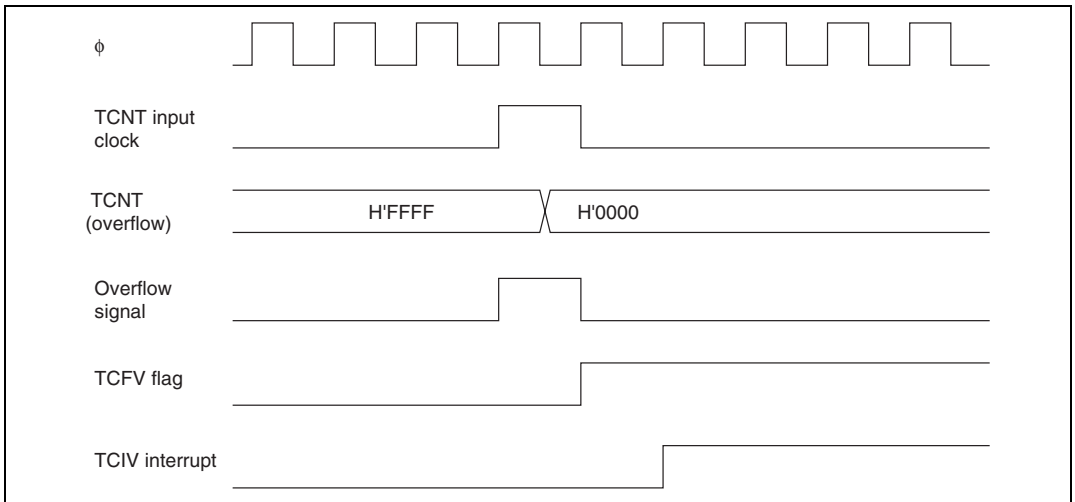 φ
TCNT input
clock
TCNT
(overflow)
H'FFFF
H'0000
Overflow
signal
TCFV flag
TCIV interrupt